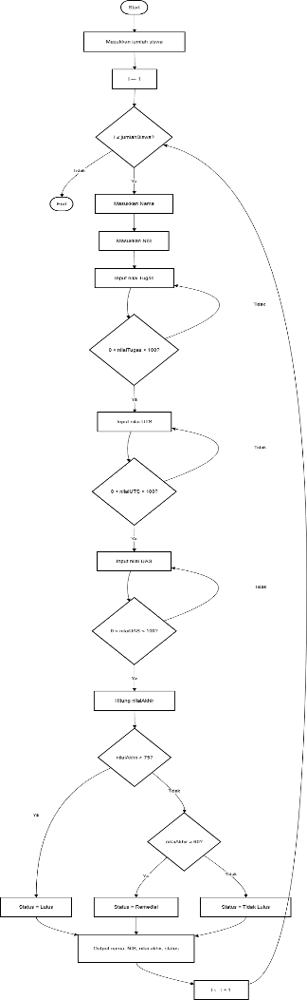 Start
Masukkan jumlah siswa
i ← 1
i ≤ jumlahSiswa?
Tidak
Ya
End
Masukkan Nama
Masukkan NIS
Input nilai Tugas
Tidak
0 < nilaiTugas < 100?
Ya
Input nilai UTS
Tidak
0 < nilaiUTS < 100?
Ya
Input nilai UAS
Tidak
0 < nilaiUAS < 100?
Ya
Hitung nilaiAkhir
nilaiAkhir ≥ 75?
Tidak
Ya
nilaiAkhir ≥ 60?
Ya
Tidak
Status = Lulus
Status = Remedial
Status = Tidak Lulus
Output nama, NIS, nilai akhir, status
i ← i + 1